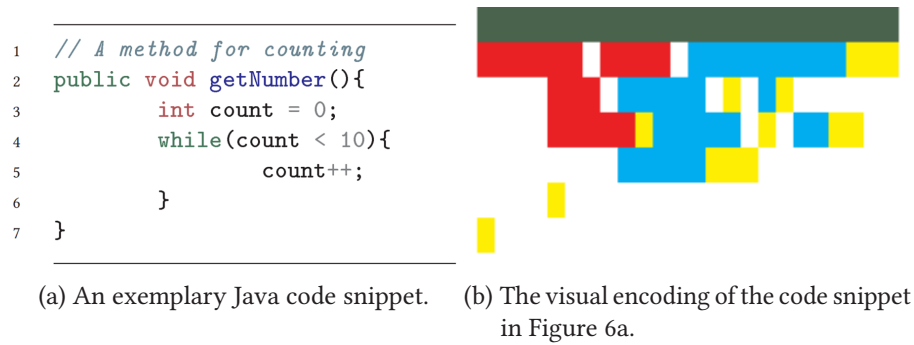 1 // A method for counting
2 public void getNumber(){
3 int count = 0;
4 while(count < 10){
5 count++;
6 }
7 }
(a) An exemplary Java code snippet.
(b) The visual encoding of the code snippet
in Figure 6a.